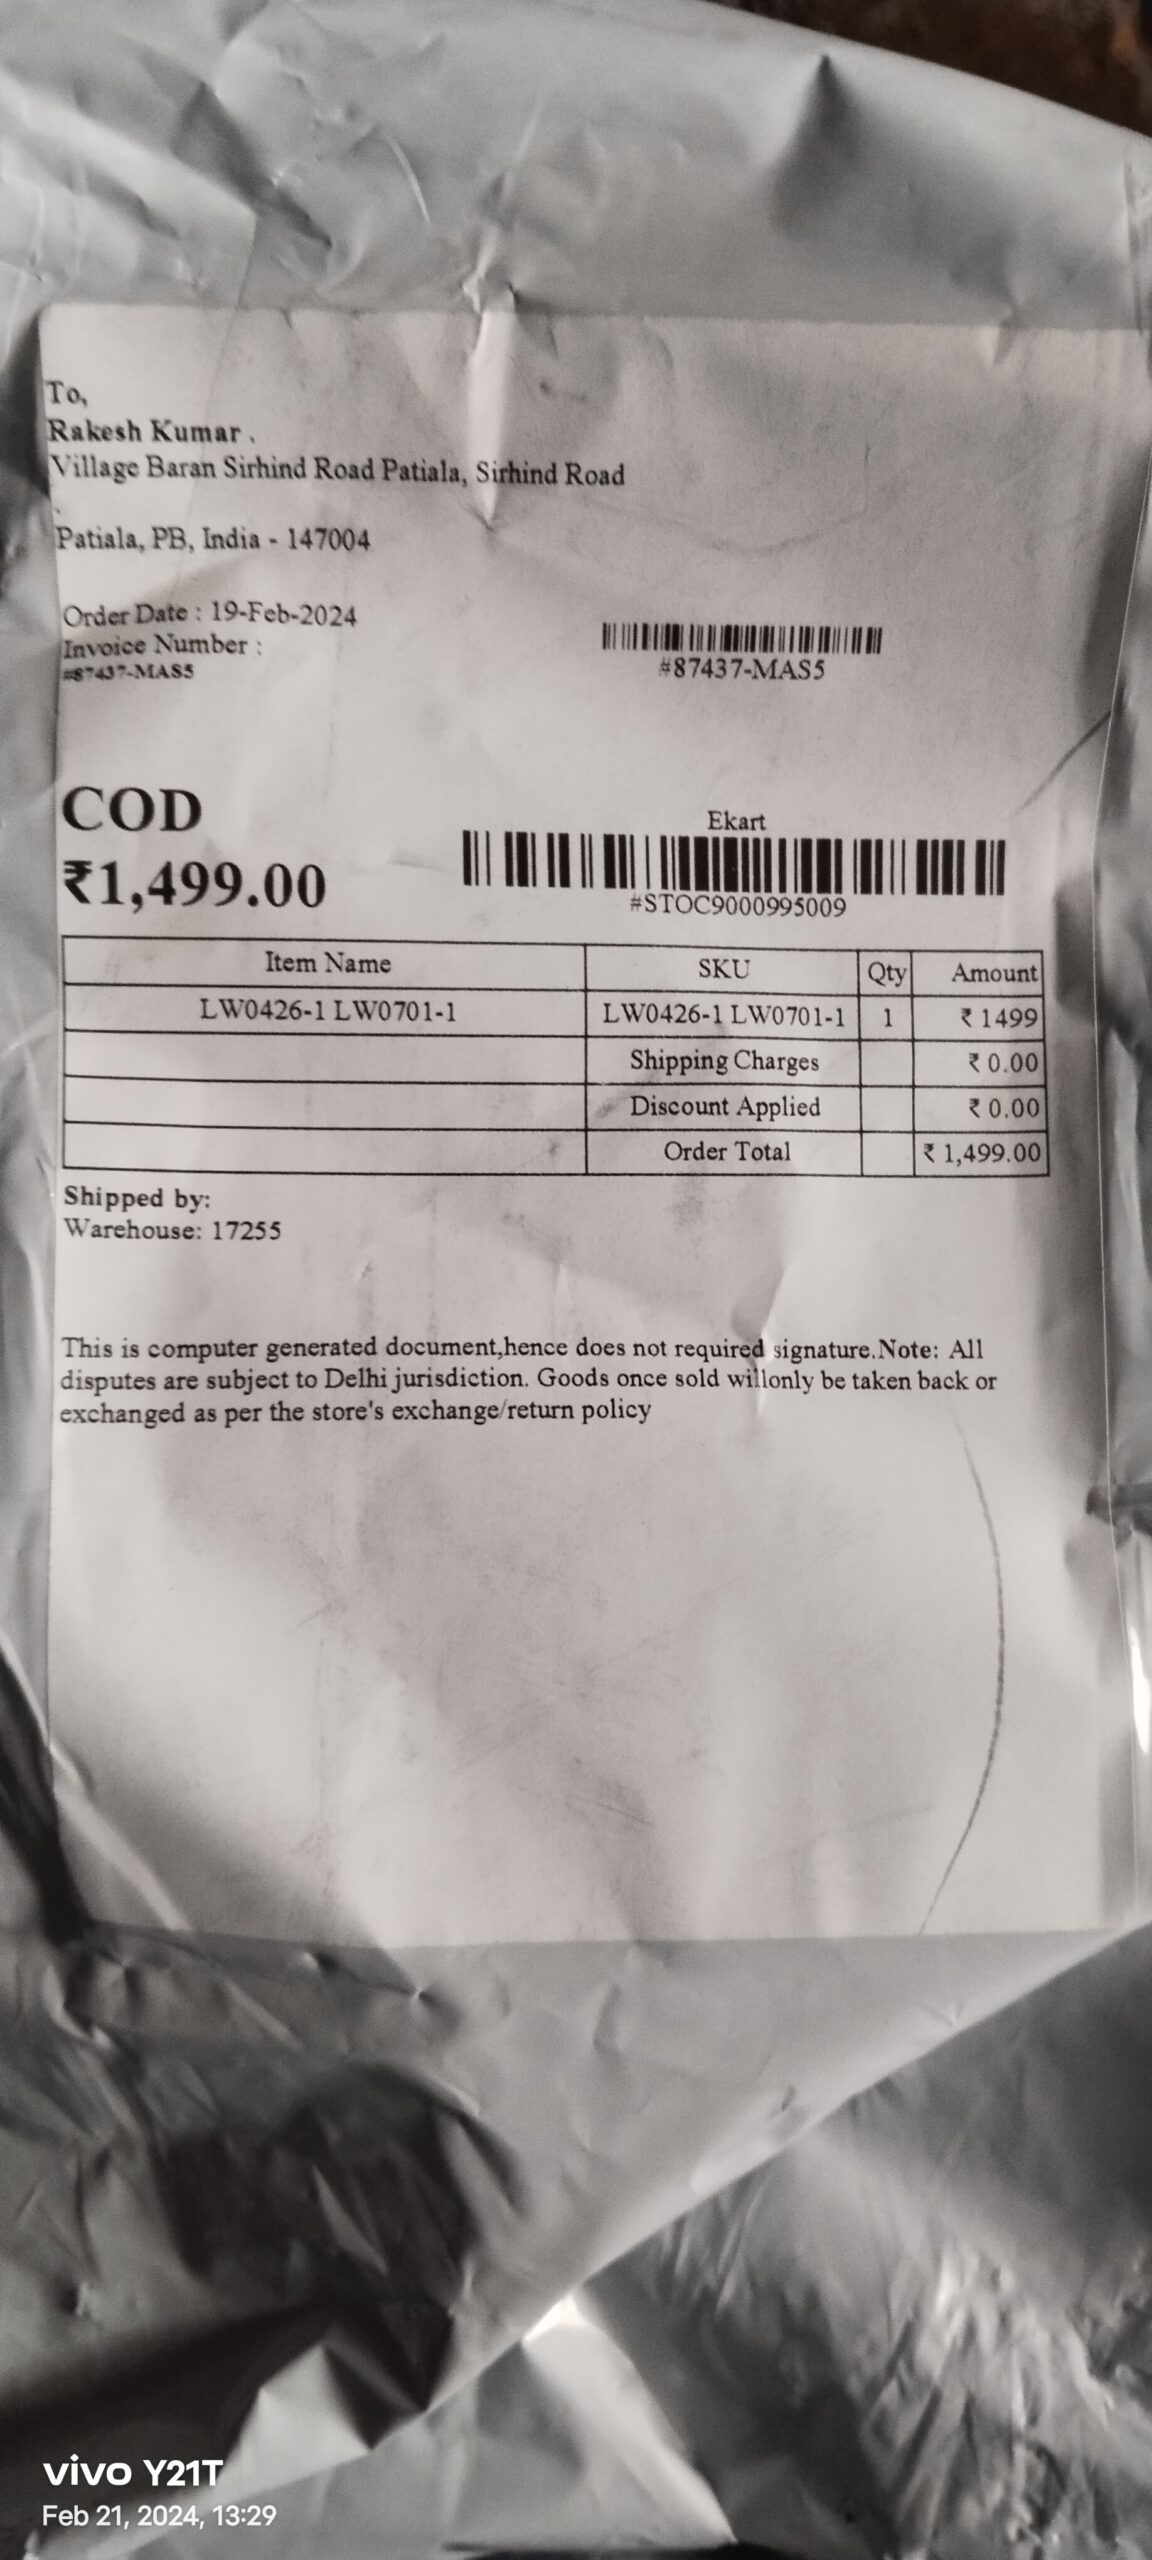 To,
Rakesh Kumar .
Village Baran Sirhind Road Patiala, Sirhind Road
.
Patiala, PB, India - 147004
Order Date : 19-Feb-2024
Invoice Number :
#87437-MAS5
#87437-MAS5
COD
₹1,499.00
Ekart
#STOC9000995009
Item Name SKU Qty Amount
LW0426-1 LW0701-1 LW0426-1 LW0701-1 1 ₹ 1499
Shipping Charges ₹ 0.00
Discount Applied ₹ 0.00
Order Total ₹ 1,499.00
Shipped by:
Warehouse: 17255
This is computer generated document,hence does not required signature.Note: All
disputes are subject to Delhi jurisdiction. Goods once sold willonly be taken back or
exchanged as per the store's exchange/return policy
vivo Y21T
Feb 21, 2024, 13:29